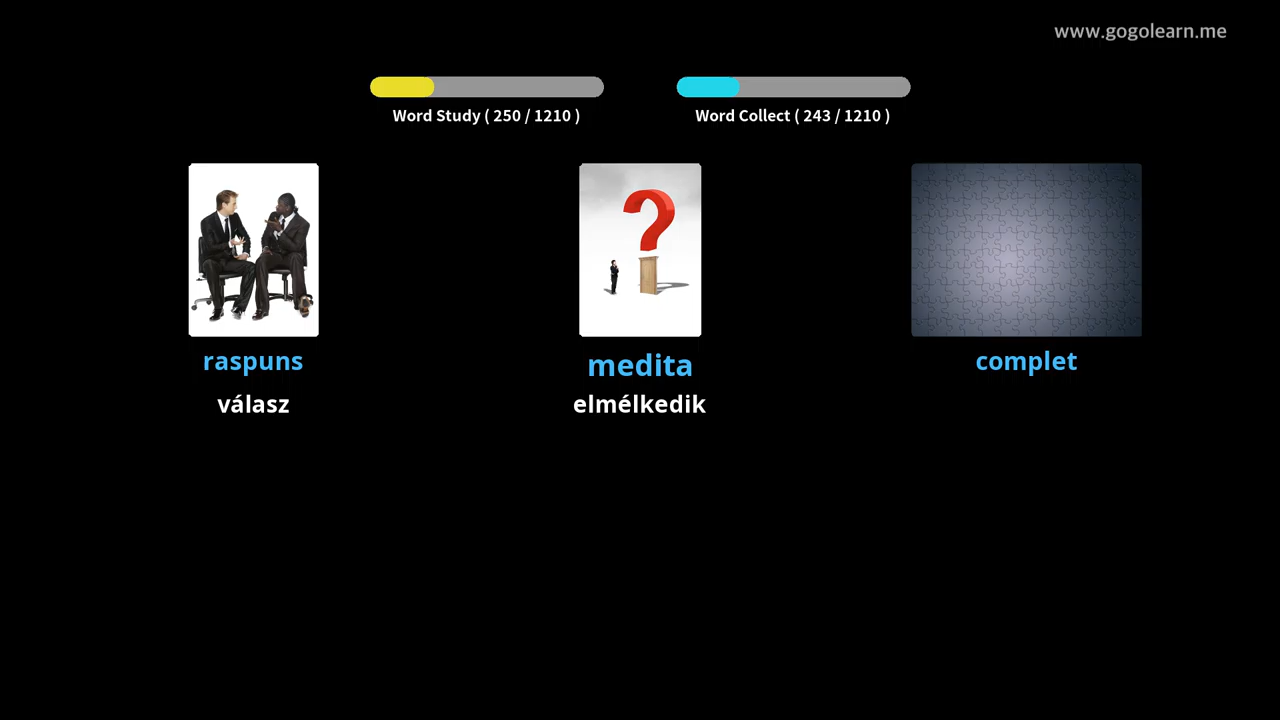 www.gogolearn.me
Word Study ( 250 / 1210 )
Word Collect ( 243 / 1210 )
raspuns
medita
complet
válasz
elmélkedik